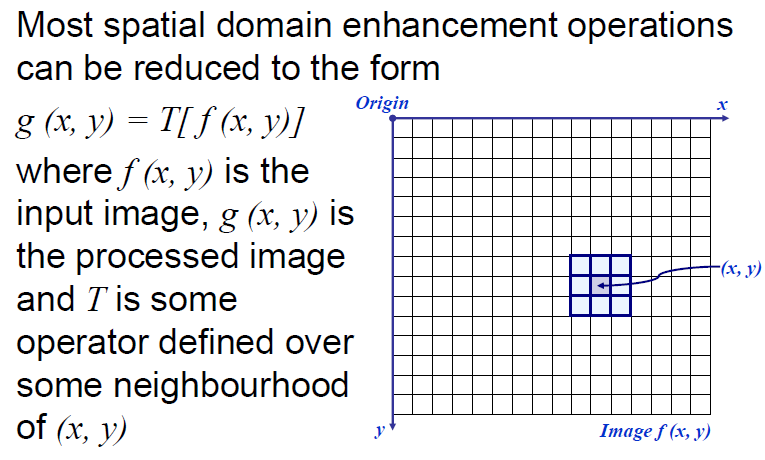 Most spatial domain enhancement operations
can be reduced to the form
g (x, y) = T[ f (x, y)]
where f (x, y) is the
input image, g (x, y) is
the processed image
and T is some
operator defined over
some neighbourhood
of (x, y)
Origin
x
(x, y)
y
Image f (x, y)